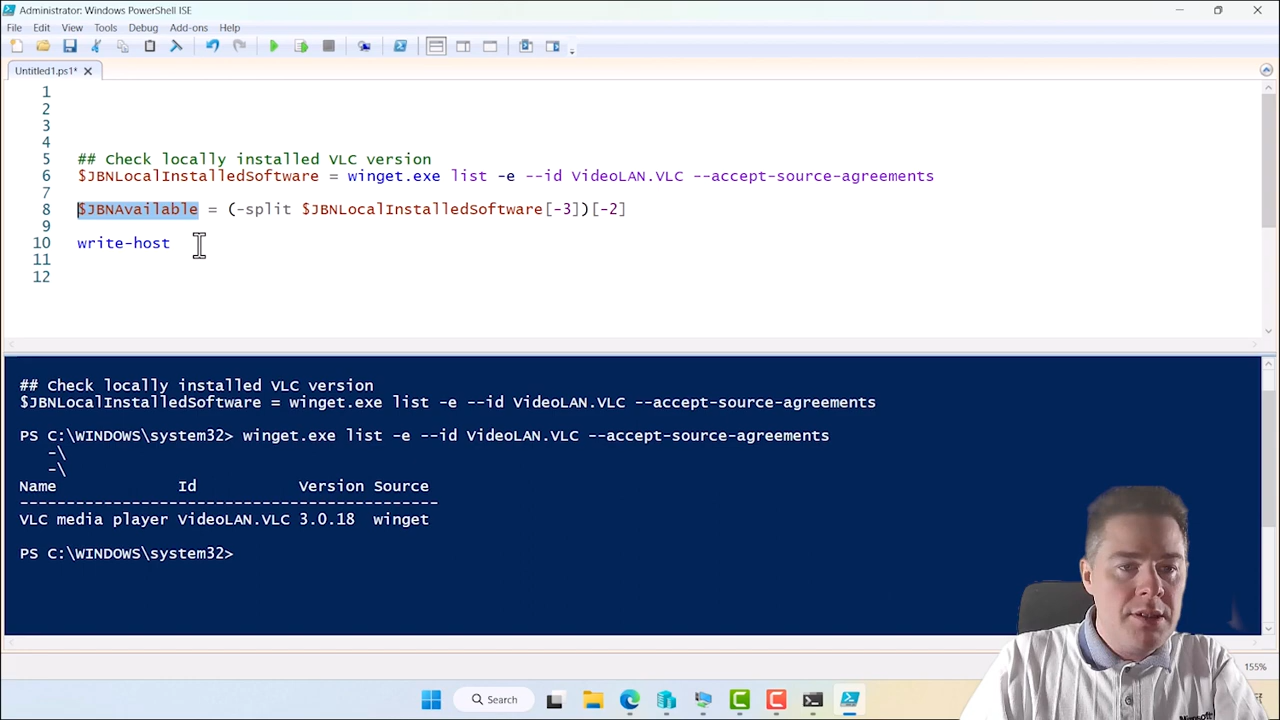 Administrator: Windows PowerShell ISE
File Edit View Tools Debug Add-ons Help
Untitled1.ps1*
1
2
3
4
5 ## Check locally installed VLC version
6 $JBNLocalInstalledSoftware = winget.exe list -e --id VideoLAN.VLC --accept-source-agreements
7
8 $JBNAvailable = (-split $JBNLocalInstalledSoftware[-3])[-2]
9
10 write-host
11
12
## Check locally installed VLC version
$JBNLocalInstalledSoftware = winget.exe list -e --id VideoLAN.VLC --accept-source-agreements
PS C:\WINDOWS\system32> winget.exe list -e --id VideoLAN.VLC --accept-source-agreements
-\
-\
Name Id Version Source
-----------------------------------------------
VLC media player VideoLAN.VLC 3.0.18 winget
PS C:\WINDOWS\system32>
155%
Search
Microsoft